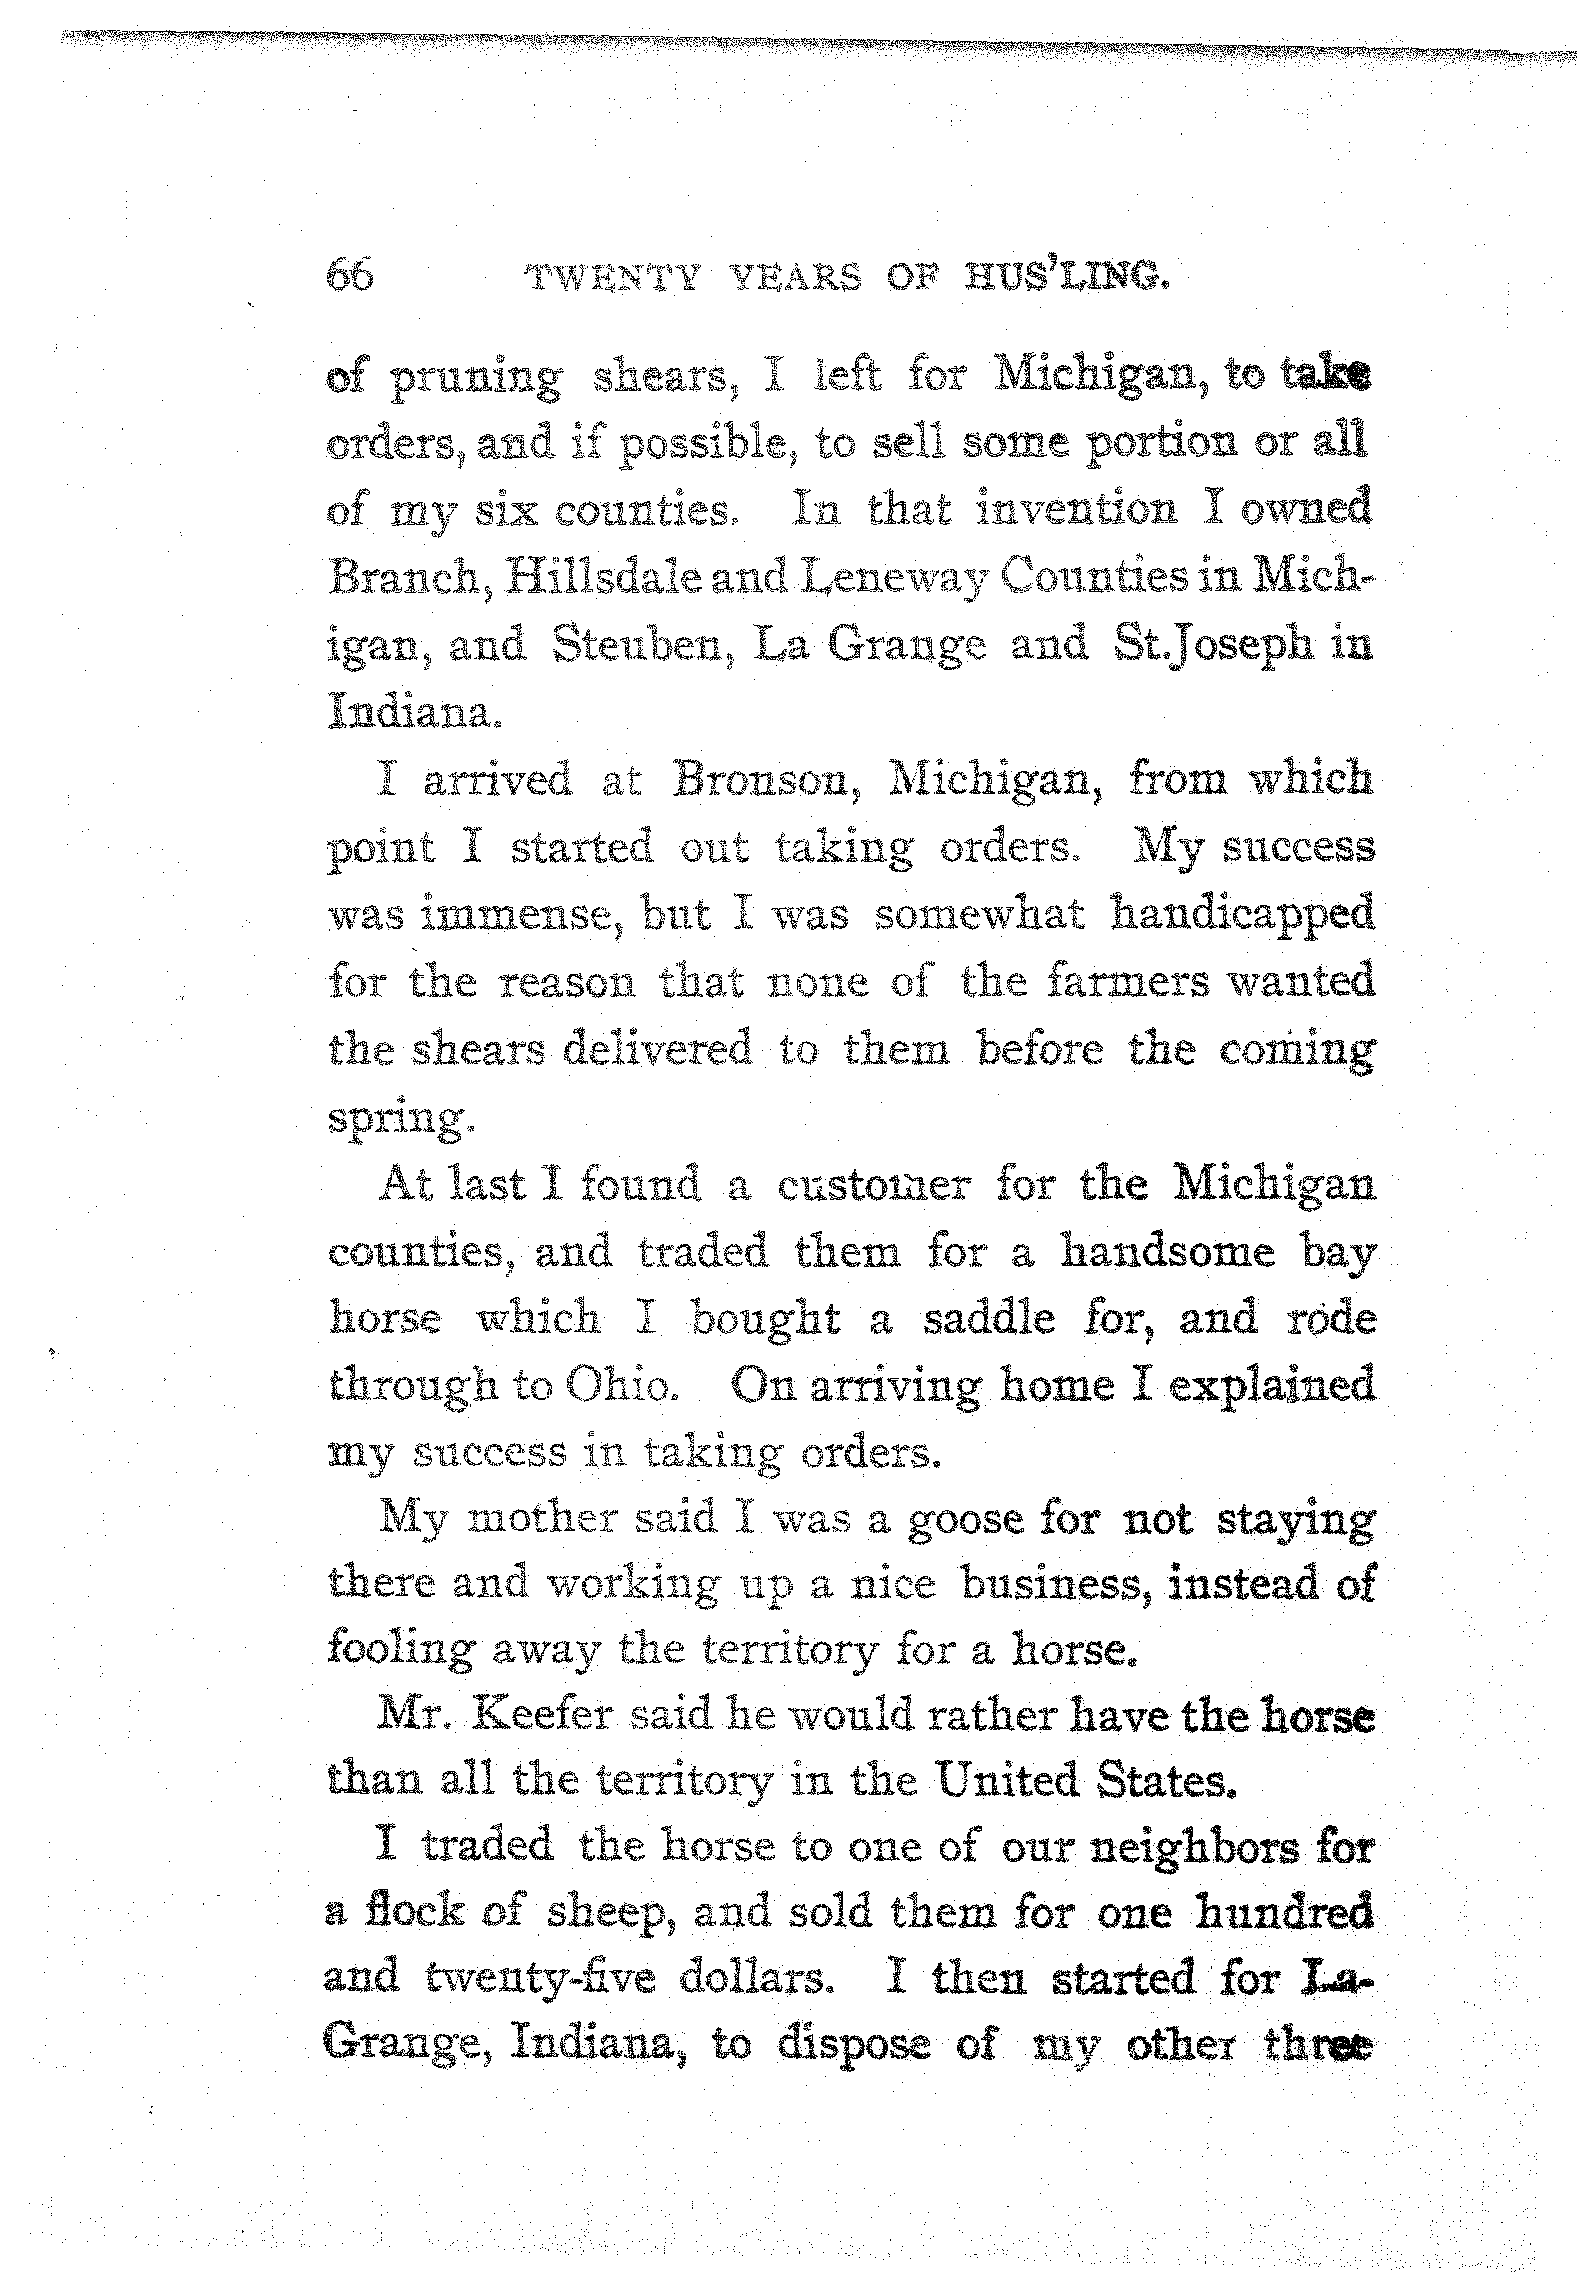 66 TWENTY YEARS OF HUS'LING.
of pruning shears, I left for Michigan, to take
orders, and if possible, to sell some portion or all
of my six counties. In that invention I owned
Branch, Hillsdale and Leneway Counties in Mich-
igan, and Steuben, La Grange and St.Joseph in
Indiana.
I arrived at Bronson, Michigan, from which
point I started out taking orders. My success
was immense, but I was somewhat handicapped
for the reason that none of the farmers wanted
the shears delivered to them before the coming
spring.
At last I found a customer for the Michigan
counties, and traded them for a handsome bay
horse which I bought a saddle for, and rode
through to Ohio. On arriving home I explained
my success in taking orders.
My mother said I was a goose for not staying
there and working up a nice business, instead of
fooling away the territory for a horse.
Mr. Keefer said he would rather have the horse
than all the territory in the United States.
I traded the horse to one of our neighbors for
a flock of sheep, and sold them for one hundred
and twenty-five dollars. I then started for La-
Grange, Indiana, to dispose of my other three